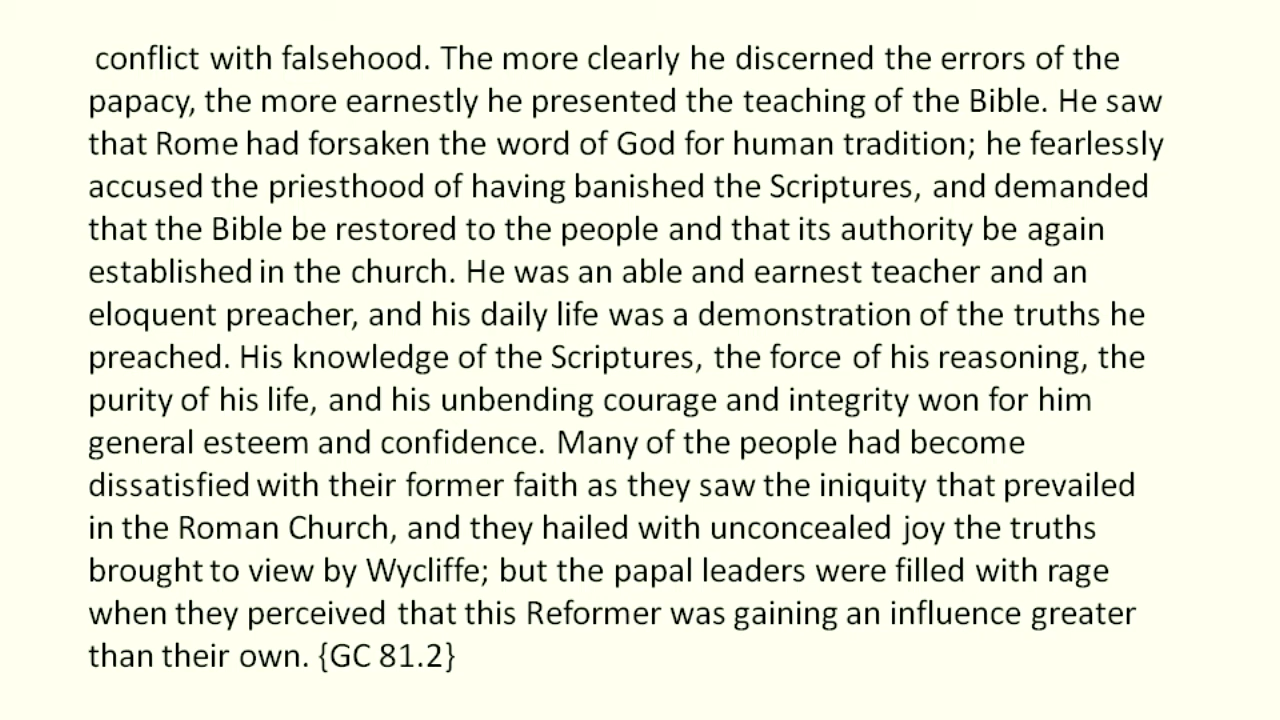 conflict with falsehood. The more clearly he discerned the errors of the
papacy, the more earnestly he presented the teaching of the Bible. He saw
that Rome had forsaken the word of God for human tradition; he fearlessly
accused the priesthood of having banished the Scriptures, and demanded
that the Bible be restored to the people and that its authority be again
established in the church. He was an able and earnest teacher and an
eloquent preacher, and his daily life was a demonstration of the truths he
preached. His knowledge of the Scriptures, the force of his reasoning, the
purity of his life, and his unbending courage and integrity won for him
general esteem and confidence. Many of the people had become
dissatisfied with their former faith as they saw the iniquity that prevailed
in the Roman Church, and they hailed with unconcealed joy the truths
brought to view by Wycliffe; but the papal leaders were filled with rage
when they perceived that this Reformer was gaining an influence greater
than their own. {GC 81.2}